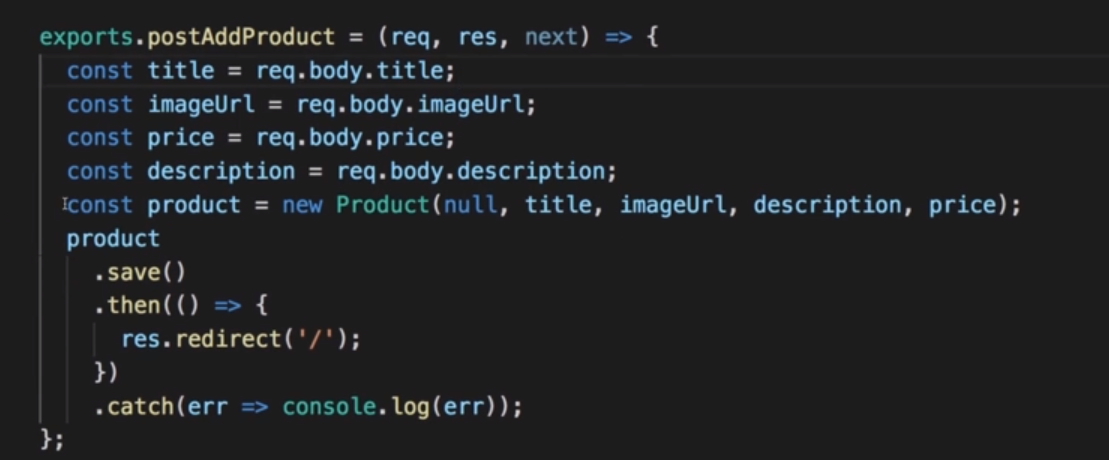 exports.postAddProduct = (req, res, next) => {
  const title = req.body.title;
  const imageUrl = req.body.imageUrl;
  const price = req.body.price;
  const description = req.body.description;
  const product = new Product(null, title, imageUrl, description, price);
  product
    .save()
    .then(() => {
      res.redirect('/');
    })
    .catch(err => console.log(err));
};